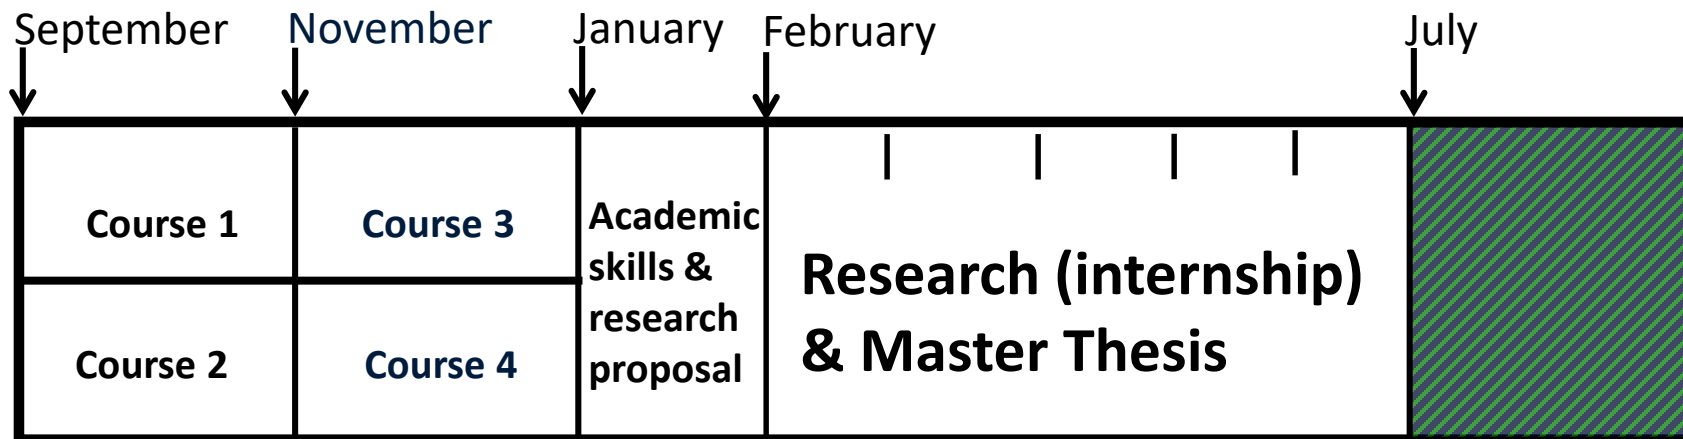 September November January February July
Course 1
Course 3
Course 2
Course 4
Academic
skills &
research
proposal
Research (internship)
& Master Thesis